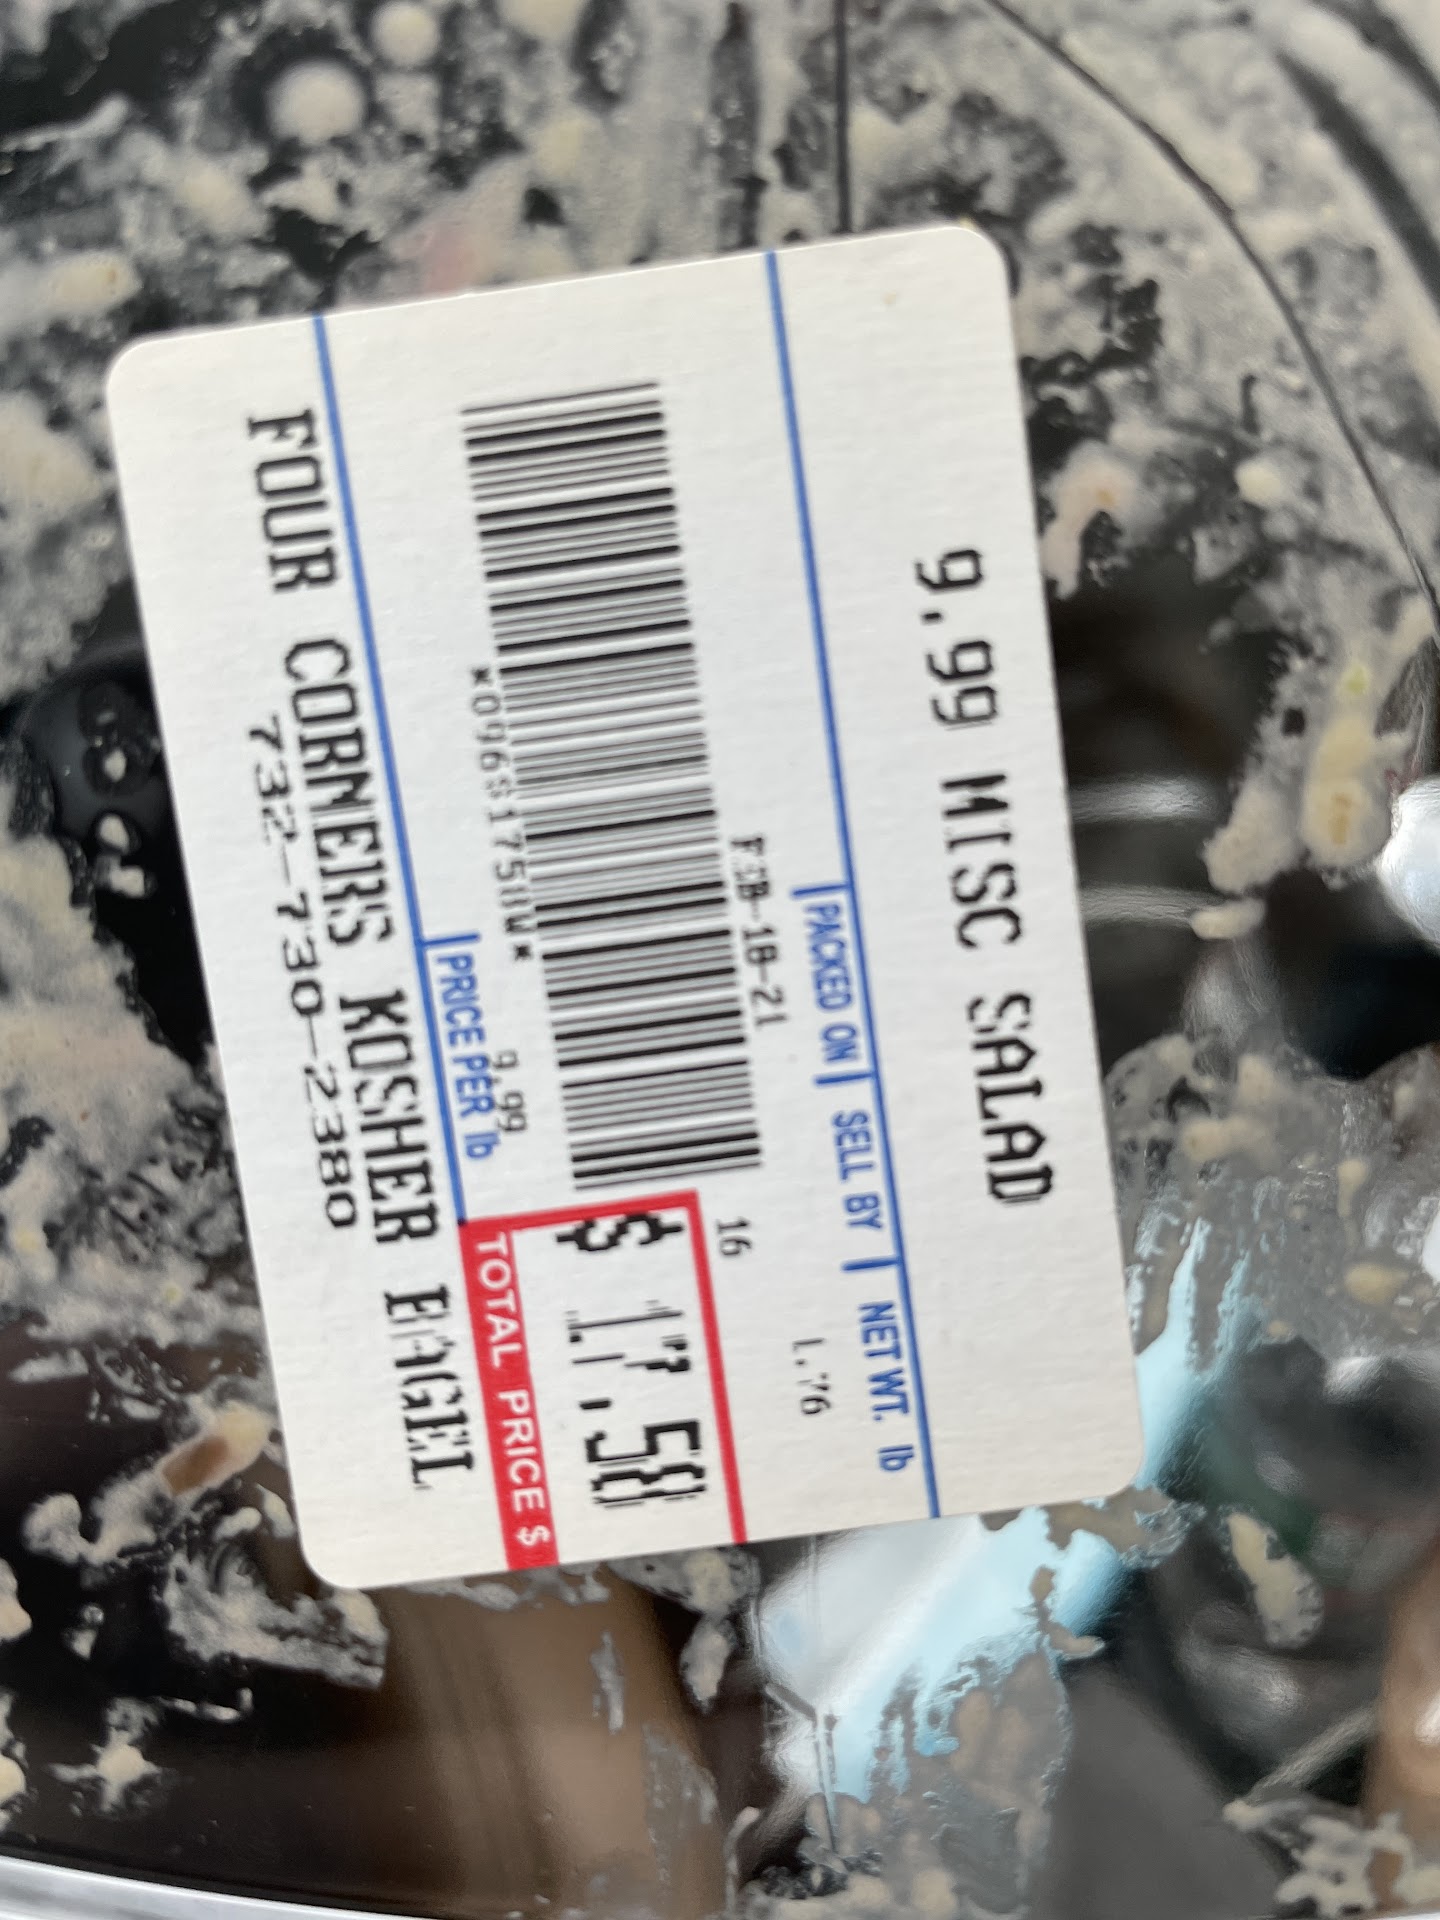 9.99 MISC SALAD
PACKED ON SELL BY NET WT. lb
FEB-18-21 1.76
16
*096S1758W*
9.99
PRICE PER lb
$ 17.58
TOTAL PRICE $
FOUR CORNERS KOSHER BAGEL
732-730-2380